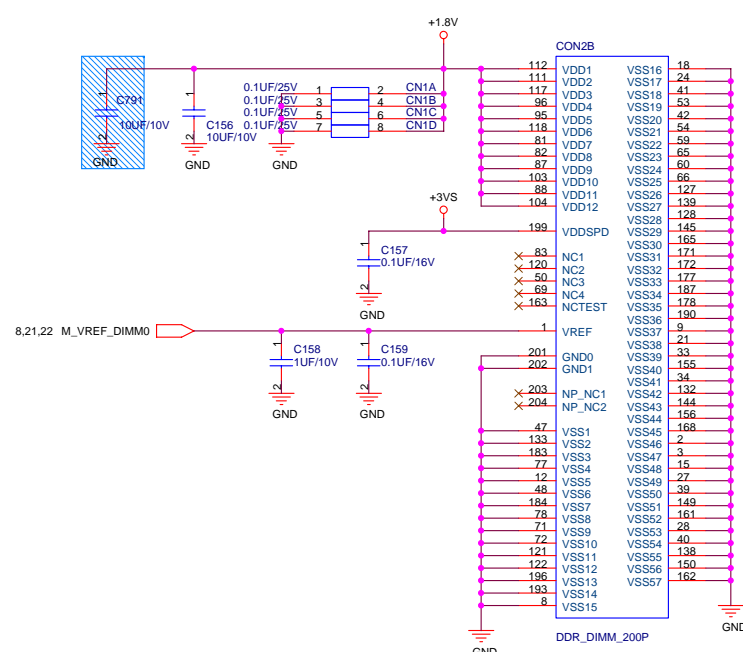 +1.8V
CON2B
C791
10UF/10V
1
2
GND
C156
10UF/10V
1
2
GND
0.1UF/25V 1 2 CN1A
0.1UF/25V 3 4 CN1B
0.1UF/25V 5 6 CN1C
0.1UF/25V 7 8 CN1D
GND
112 VDD1 VSS16 18
111 VDD2 VSS17 24
117 VDD3 VSS18 41
96 VDD4 VSS19 53
95 VDD5 VSS20 42
118 VDD6 VSS21 54
81 VDD7 VSS22 59
82 VDD8 VSS23 65
87 VDD9 VSS24 60
103 VDD10 VSS25 66
88 VDD11 VSS26 127
104 VDD12 VSS27 139
VSS28 128
+3VS
199 VDDSPD VSS29 145
VSS30 165
83 NC1 VSS31 171
120 NC2 VSS32 172
50 NC3 VSS33 177
69 NC4 VSS34 187
163 NCTEST VSS35 178
VSS36 190
C157
0.1UF/16V
1
2
GND
8,21,22 M_VREF_DIMM0
1 VREF VSS37 9
VSS38 21
201 GND0 VSS39 33
202 GND1 VSS40 155
VSS41 34
203 NP_NC1 VSS42 132
204 NP_NC2 VSS43 144
VSS44 156
C158
1UF/10V
1
2
GND
C159
0.1UF/16V
1
2
GND
47 VSS1 VSS45 168
133 VSS2 VSS46 2
183 VSS3 VSS47 3
77 VSS4 VSS48 15
12 VSS5 VSS49 27
48 VSS6 VSS50 39
184 VSS7 VSS51 149
78 VSS8 VSS52 161
71 VSS9 VSS53 28
72 VSS10 VSS54 40
121 VSS11 VSS55 138
122 VSS12 VSS56 150
196 VSS13 VSS57 162
193 VSS14
8 VSS15
GND
GND
DDR_DIMM_200P